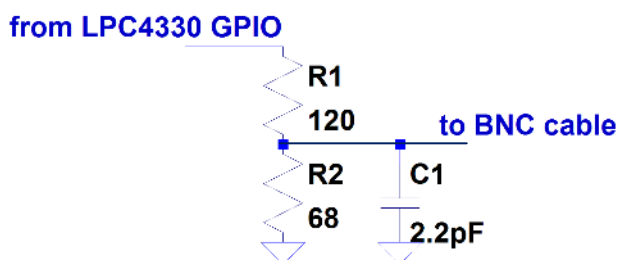 from LPC4330 GPIO
R1
120
to BNC cable
R2
C1
68
2.2pF